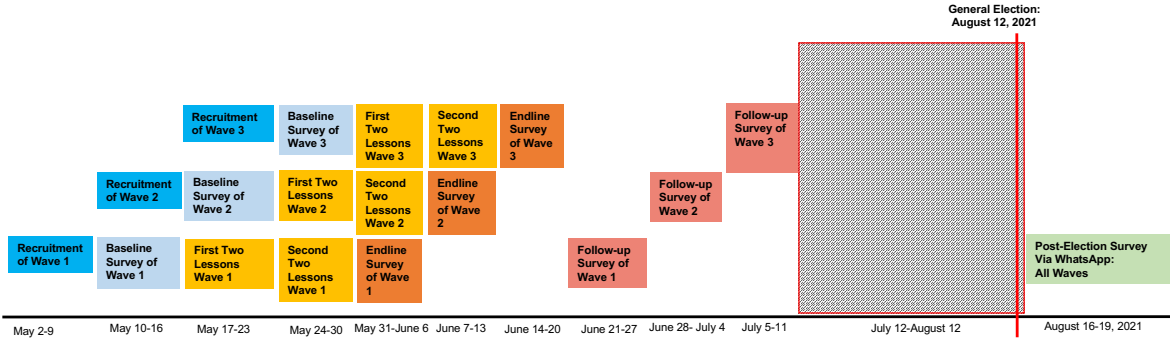 General Election:
August 12, 2021
Recruitment
of Wave 3
Baseline
Survey of
Wave 3
First
Two
Lessons
Wave 3
Second
Two
Lessons
Wave 3
Endline
Survey
of Wave
3
Follow-up
Survey of
Wave 3
Recruitment
of Wave 2
Baseline
Survey of
Wave 2
First Two
Lessons
Wave 2
Second
Two
Lessons
Wave 2
Endline
Survey
of Wave
2
Follow-up
Survey of
Wave 2
Recruitment
of Wave 1
Baseline
Survey of
Wave 1
First Two
Lessons
Wave 1
Second
Two
Lessons
Wave 1
Endline
Survey
of Wave
1
Follow-up
Survey of
Wave 1
Post-Election Survey
Via WhatsApp:
All Waves
May 2-9
May 10-16
May 17-23
May 24-30
May 31-June 6
June 7-13
June 14-20
June 21-27
June 28- July 4
July 5-11
July 12-August 12
August 16-19, 2021